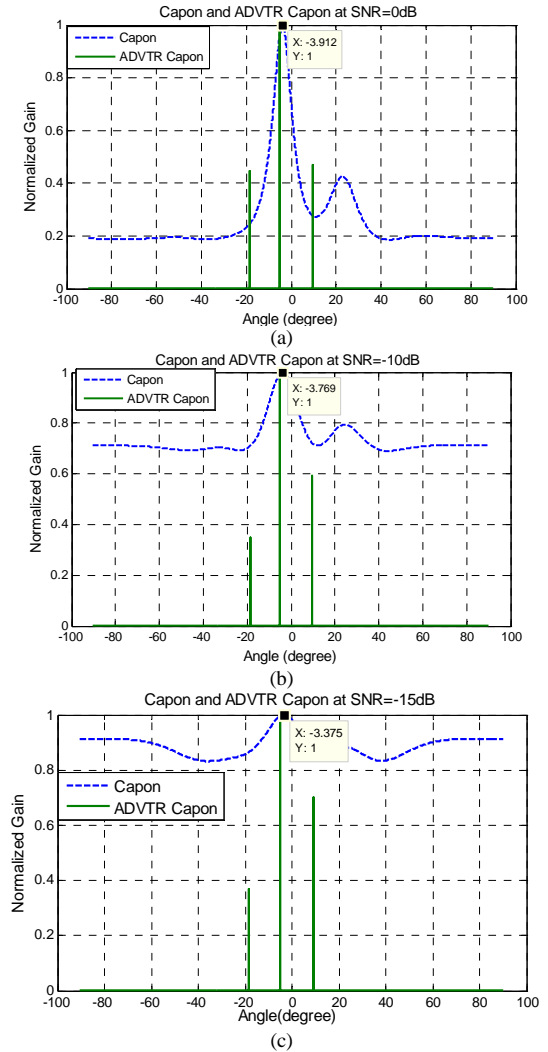 Capon and ADVTR Capon at SNR=0dB
Capon
ADVTR Capon
X: -3.912
Y: 1
Normalized Gain
1
0.8
0.6
0.4
0.2
0
-100 -80 -60 -40 -20 0 20 40 60 80 100
Angle (degree)
(a)
Capon and ADVTR Capon at SNR=-10dB
Capon
ADVTR Capon
X: -3.769
Y: 1
Normalized Gain
1
0.8
0.6
0.4
0.2
0
-100 -80 -60 -40 -20 0 20 40 60 80 100
Angle (degree)
(b)
Capon and ADVTR Capon at SNR=-15dB
X: -3.375
Y: 1
Capon
ADVTR Capon
Normalized Gain
1
0.8
0.6
0.4
0.2
0
-100 -80 -60 -40 -20 0 20 40 60 80 100
Angle(degree)
(c)